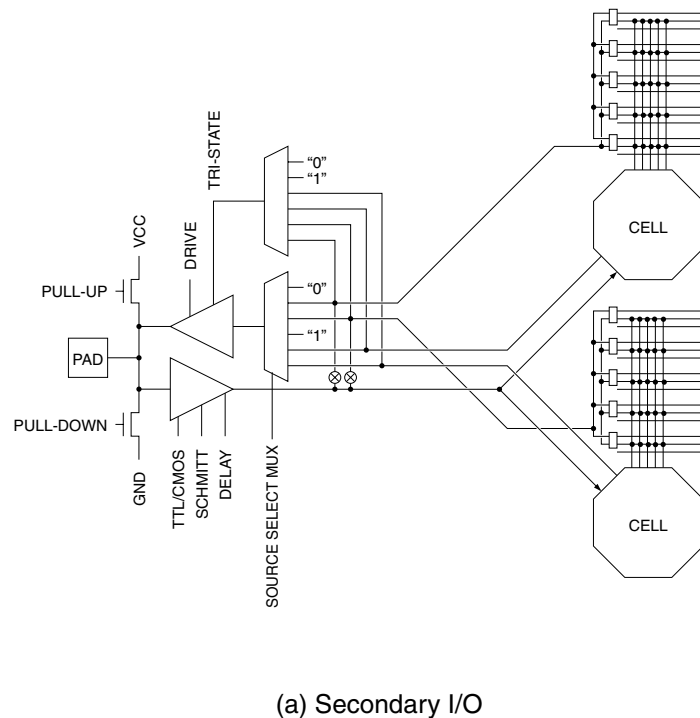 TRI-STATE
"0"
"1"
VCC
DRIVE
CELL
PULL-UP
"0"
"1"
PAD
PULL-DOWN
GND
TTL/CMOS
SCHMITT
DELAY
SOURCE SELECT MUX
CELL
(a) Secondary I/O